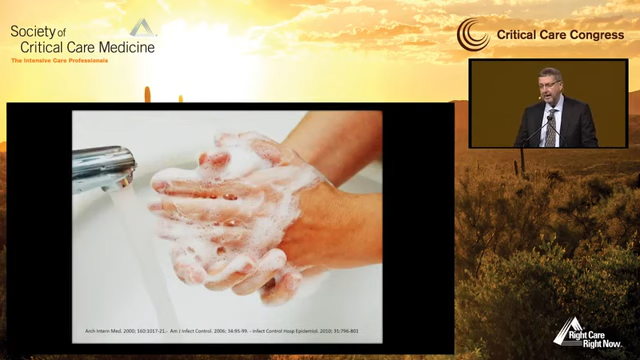 Society of
Critical Care Medicine
The Intensive Care Professionals
Critical Care Congress
Arch Intern Med. 2000; 160:1017-21.- Am J Infect Control. 2006; 34:95-99. - Infect Control Hosp Epidemiol. 2010; 31:796-801
Right Care
Right Now™